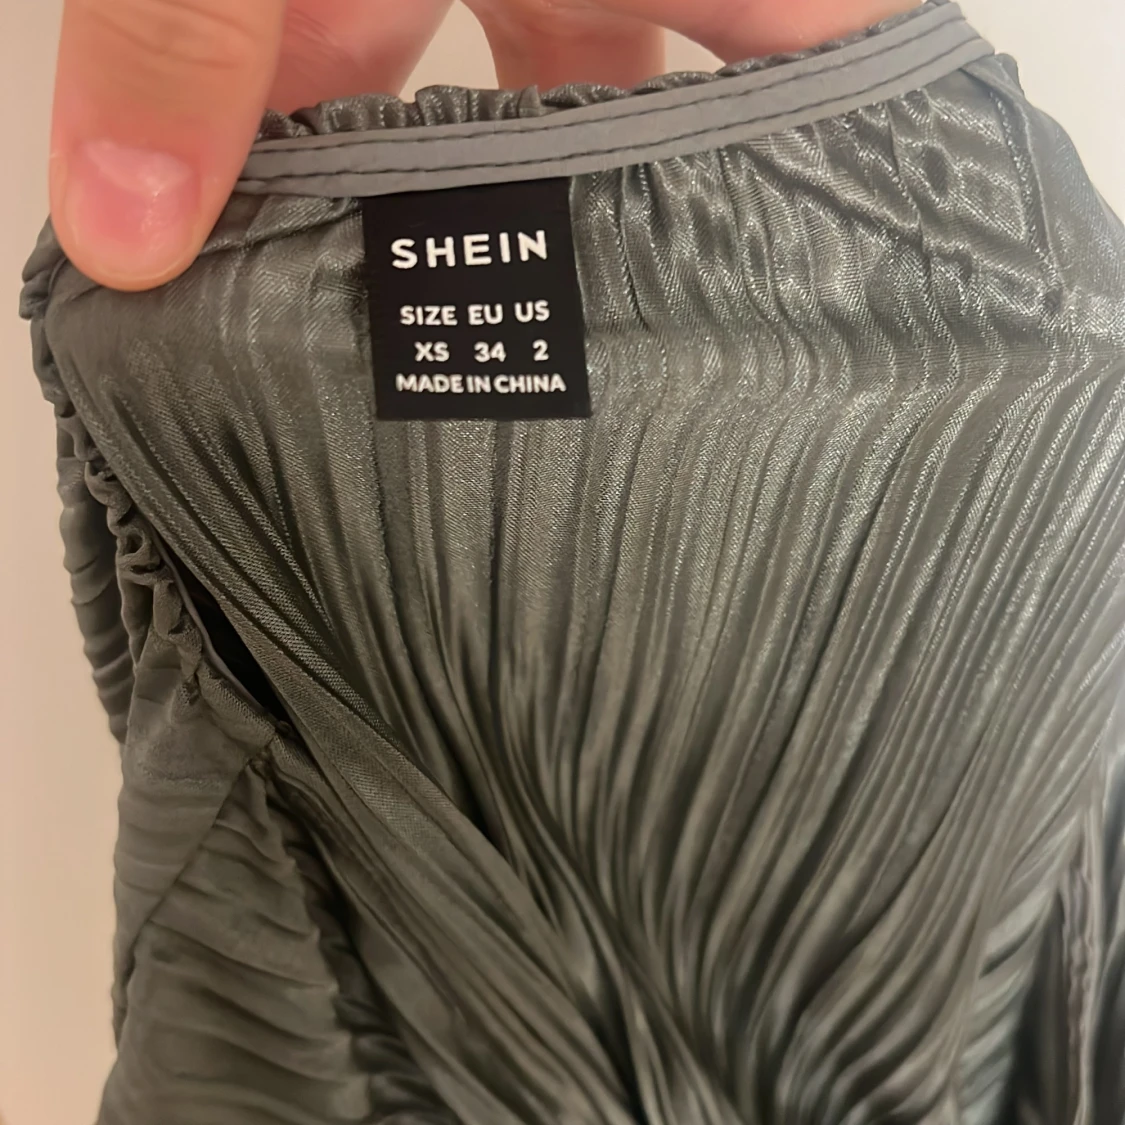 SHEIN
SIZE EU US
XS 34 2
MADE IN CHINA